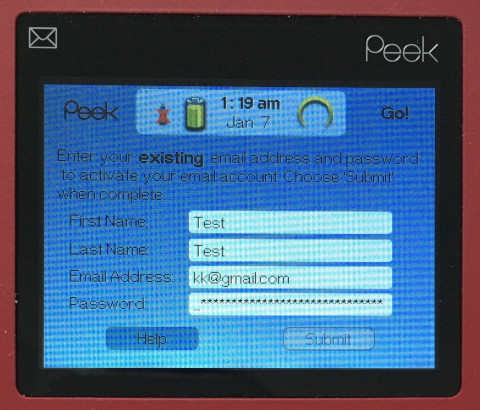 Peek
Peek
1:19 am
Jan 7
Go!
Enter your existing email address and password
to activate your email account. Choose 'Submit'
when complete.
First Name: Test
Last Name: Test
Email Address: kk@gmail.com
Password: _*******************************
Help
Submit